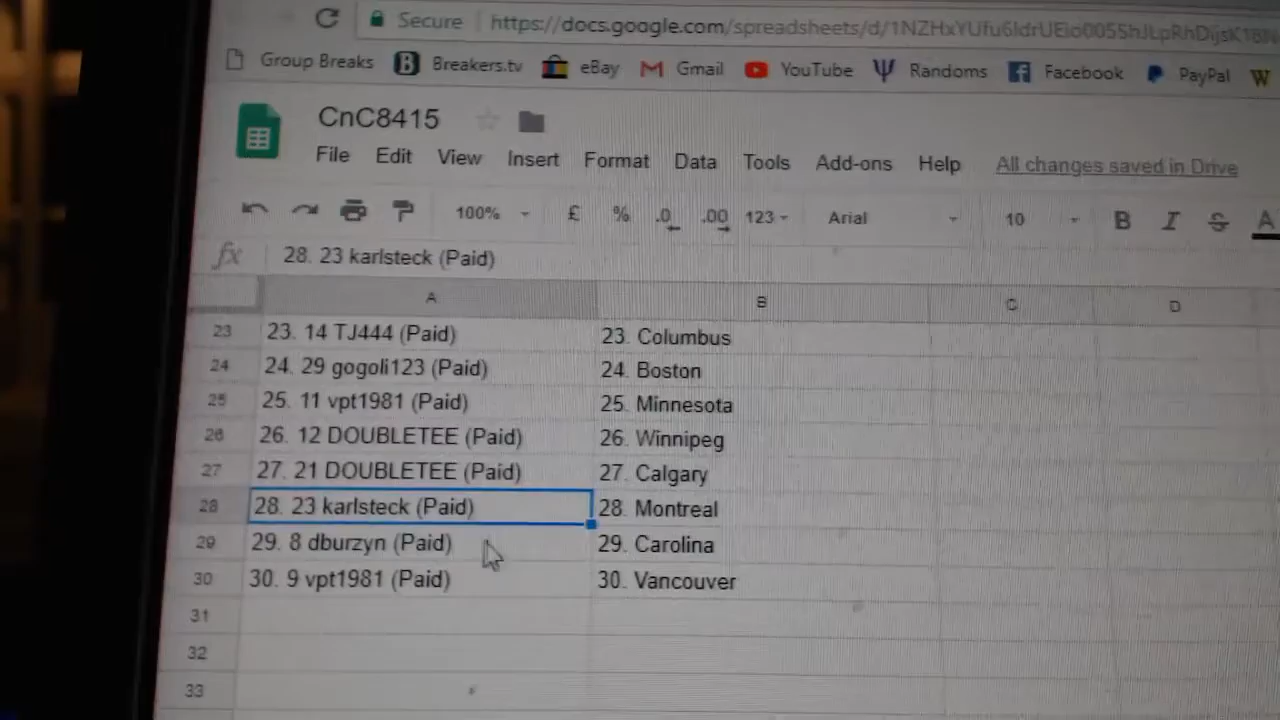 Secure https://docs.google.com/spreadsheets/d/
Group Breaks Breakers.tv eBay Gmail YouTube Randoms Facebook PayPal W
CnC8415
File Edit View Insert Format Data Tools Add-ons Help All changes saved in Drive
100% £ % .0 .00 123 Arial 10 B I S A
fx 28. 23 karlsteck (Paid)
A B C D
23 23. 14 TJ444 (Paid) 23. Columbus
24 24. 29 gogoli123 (Paid) 24. Boston
25 25. 11 vpt1981 (Paid) 25. Minnesota
26 26. 12 DOUBLETEE (Paid) 26. Winnipeg
27 27. 21 DOUBLETEE (Paid) 27. Calgary
28 28. 23 karlsteck (Paid) 28. Montreal
29 29. 8 dburzyn (Paid) 29. Carolina
30 30. 9 vpt1981 (Paid) 30. Vancouver
31
32
33